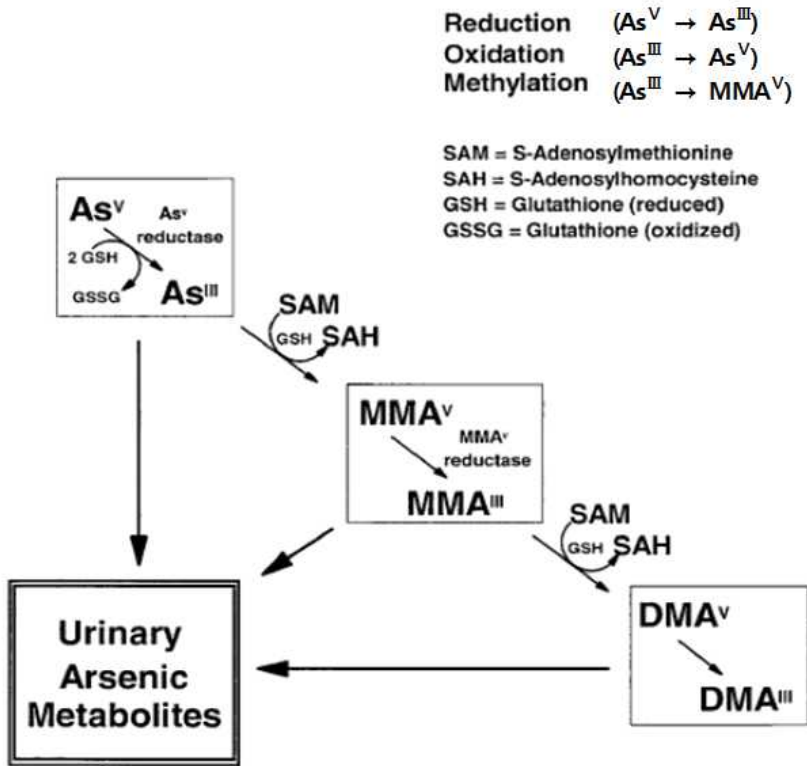 Reduction (Asⱽ → Asᴵᴵᴵ)
Oxidation (Asᴵᴵᴵ → Asⱽ)
Methylation (Asᴵᴵᴵ → MMAⱽ)
SAM = S-Adenosylmethionine
SAH = S-Adenosylhomocysteine
GSH = Glutathione (reduced)
GSSG = Glutathione (oxidized)
Asⱽ
Asⱽ
reductase
2 GSH
GSSG
Asᴵᴵᴵ
SAM
GSH
SAH
MMAⱽ
MMAⱽ
reductase
MMAᴵᴵᴵ
SAM
GSH
SAH
DMAⱽ
DMAᴵᴵᴵ
Urinary
Arsenic
Metabolites